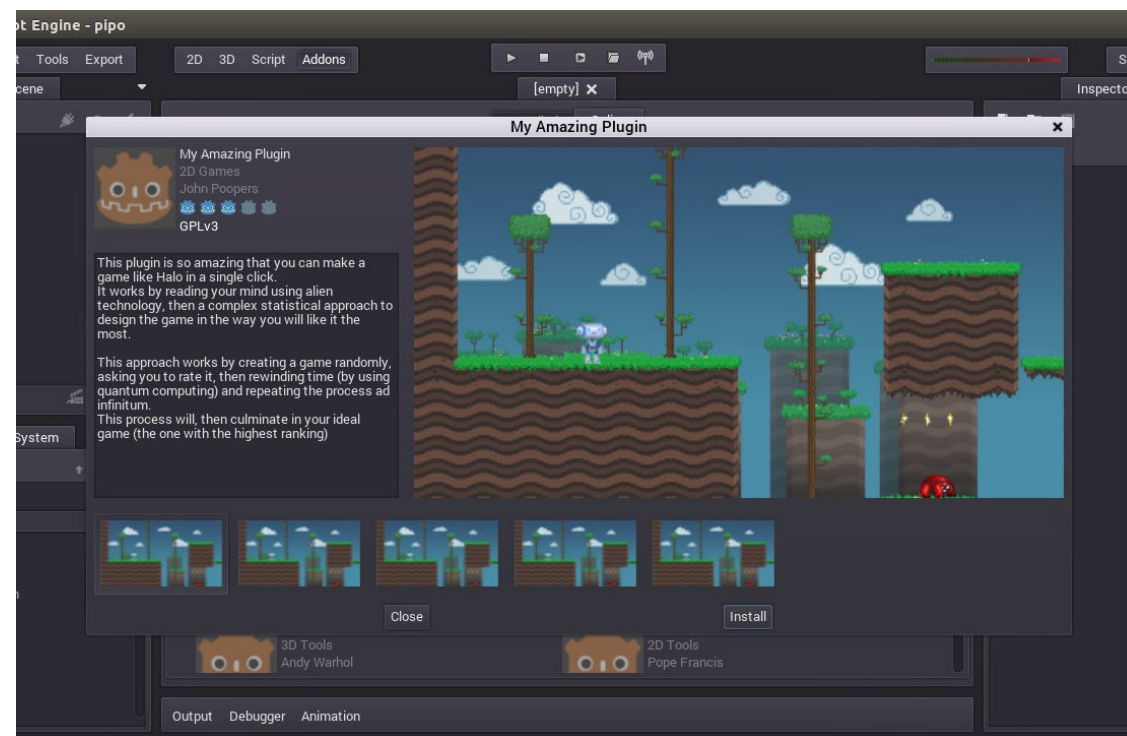 ot Engine - pipo
t Tools Export 2D 3D Script Addons S
cene [empty] Inspecto
My Amazing Plugin
My Amazing Plugin
2D Games
John Poopers
GPLv3
This plugin is so amazing that you can make a
game like Halo in a single click.
It works by reading your mind using alien
technology, then a complex statistical approach to
design the game in the way you will like it the
most.
This approach works by creating a game randomly,
asking you to rate it, then rewinding time (by using
quantum computing) and repeating the process ad
infinitum.
This process will, then culminate in your ideal
game (the one with the highest ranking)
System
Close Install
3D Tools
Andy Warhol
2D Tools
Pope Francis
Output Debugger Animation